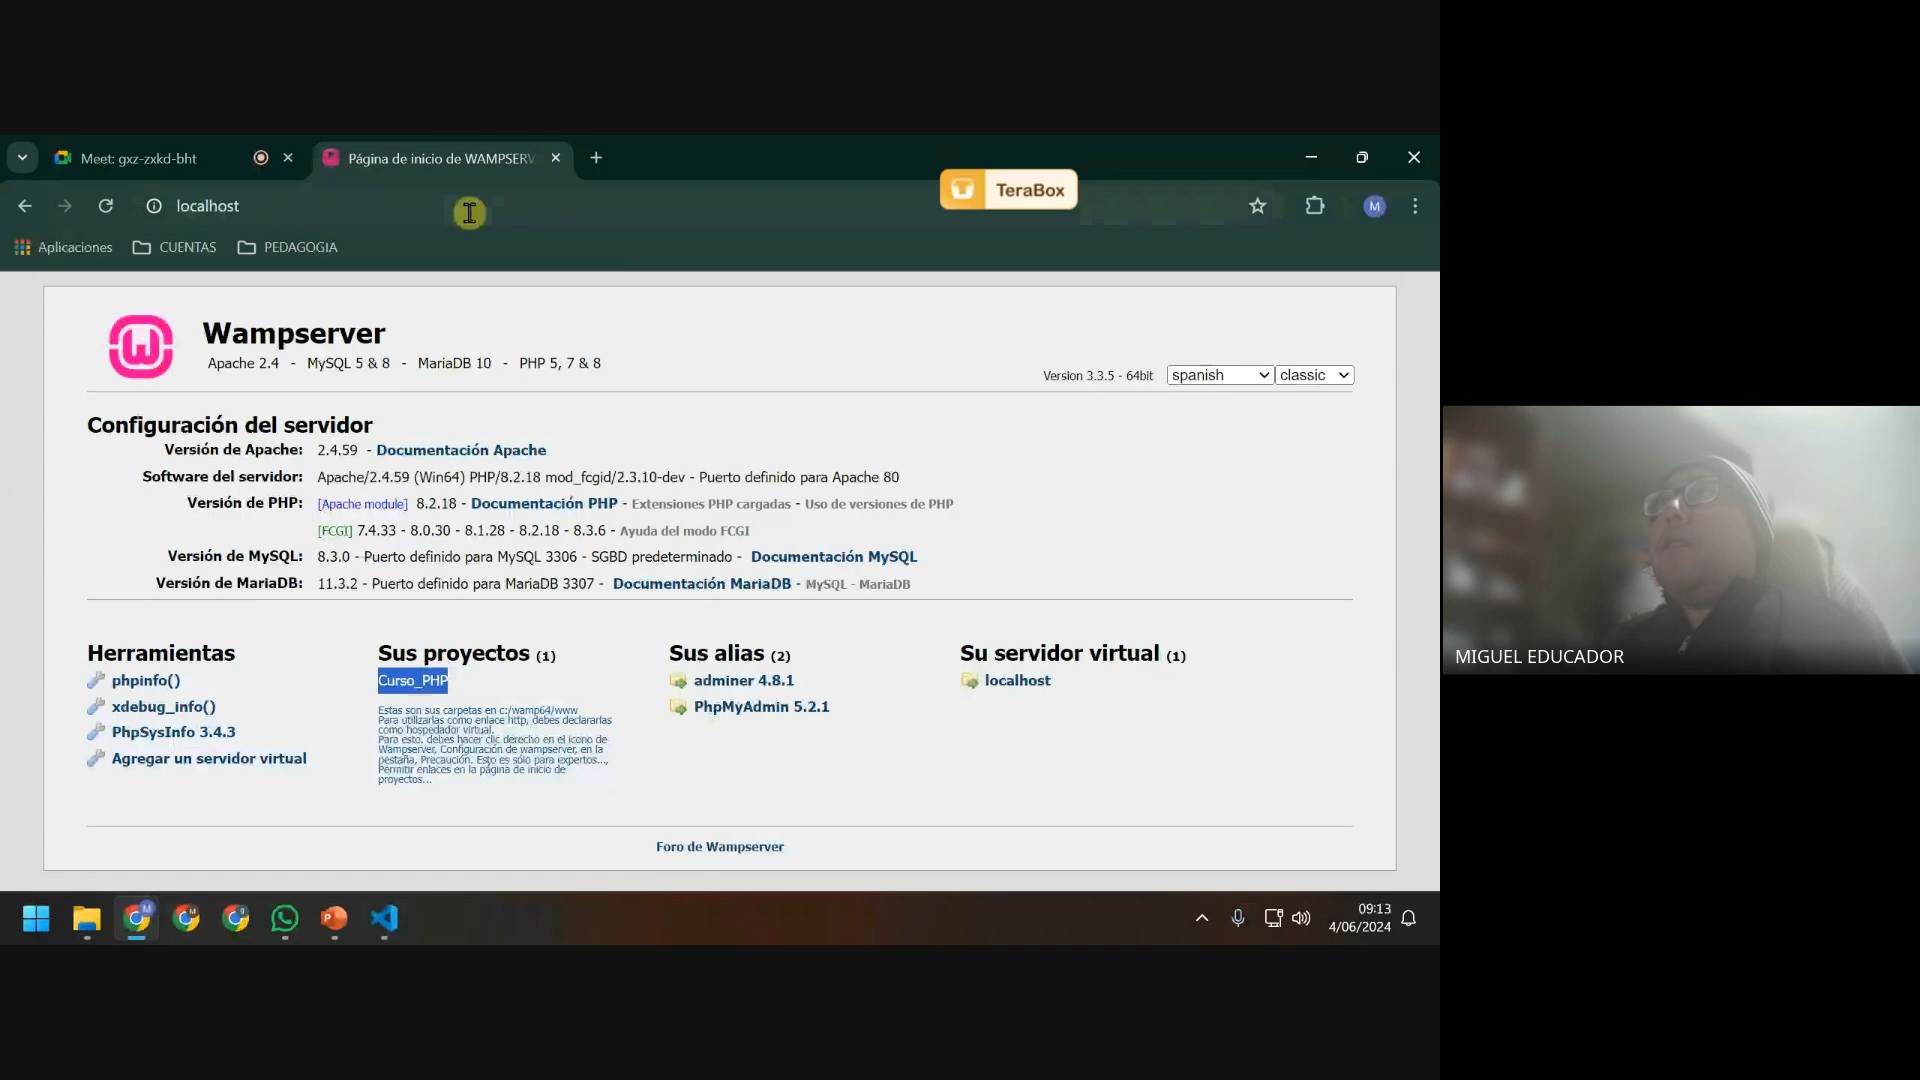 Meet: gxz-zxkd-bht
Página de inicio de WAMPSERV
TeraBox
localhost
M
Aplicaciones
CUENTAS
PEDAGOGIA
Wampserver
Apache 2.4 - MySQL 5 & 8 - MariaDB 10 - PHP 5, 7 & 8
Version 3.3.5 - 64bit spanish classic
Configuración del servidor
Versión de Apache: 2.4.59 - Documentación Apache
Software del servidor: Apache/2.4.59 (Win64) PHP/8.2.18 mod_fcgid/2.3.10-dev - Puerto definido para Apache 80
Versión de PHP: [Apache module] 8.2.18 - Documentación PHP - Extensiones PHP cargadas - Uso de versiones de PHP
[FCGI] 7.4.33 - 8.0.30 - 8.1.28 - 8.2.18 - 8.3.6 - Ayuda del modo FCGI
Versión de MySQL: 8.3.0 - Puerto definido para MySQL 3306 - SGBD predeterminado - Documentación MySQL
Versión de MariaDB: 11.3.2 - Puerto definido para MariaDB 3307 - Documentación MariaDB - MySQL - MariaDB
Herramientas
phpinfo()
xdebug_info()
PhpSysInfo 3.4.3
Agregar un servidor virtual
Sus proyectos (1)
Curso_PHP
Estas son sus carpetas en c:/wamp64/www
Para utilizarlas como enlace http, debes declararlas
como hospedador virtual.
Para esto, debes hacer clic derecho en el icono de
Wampserver, Configuración de wampserver, en la
pestaña, Precaución. Esto es sólo para expertos...,
Permitir enlaces en la página de inicio de
proyectos...
Sus alias (2)
adminer 4.8.1
PhpMyAdmin 5.2.1
Su servidor virtual (1)
localhost
Foro de Wampserver
09:13
4/06/2024
MIGUEL EDUCADOR